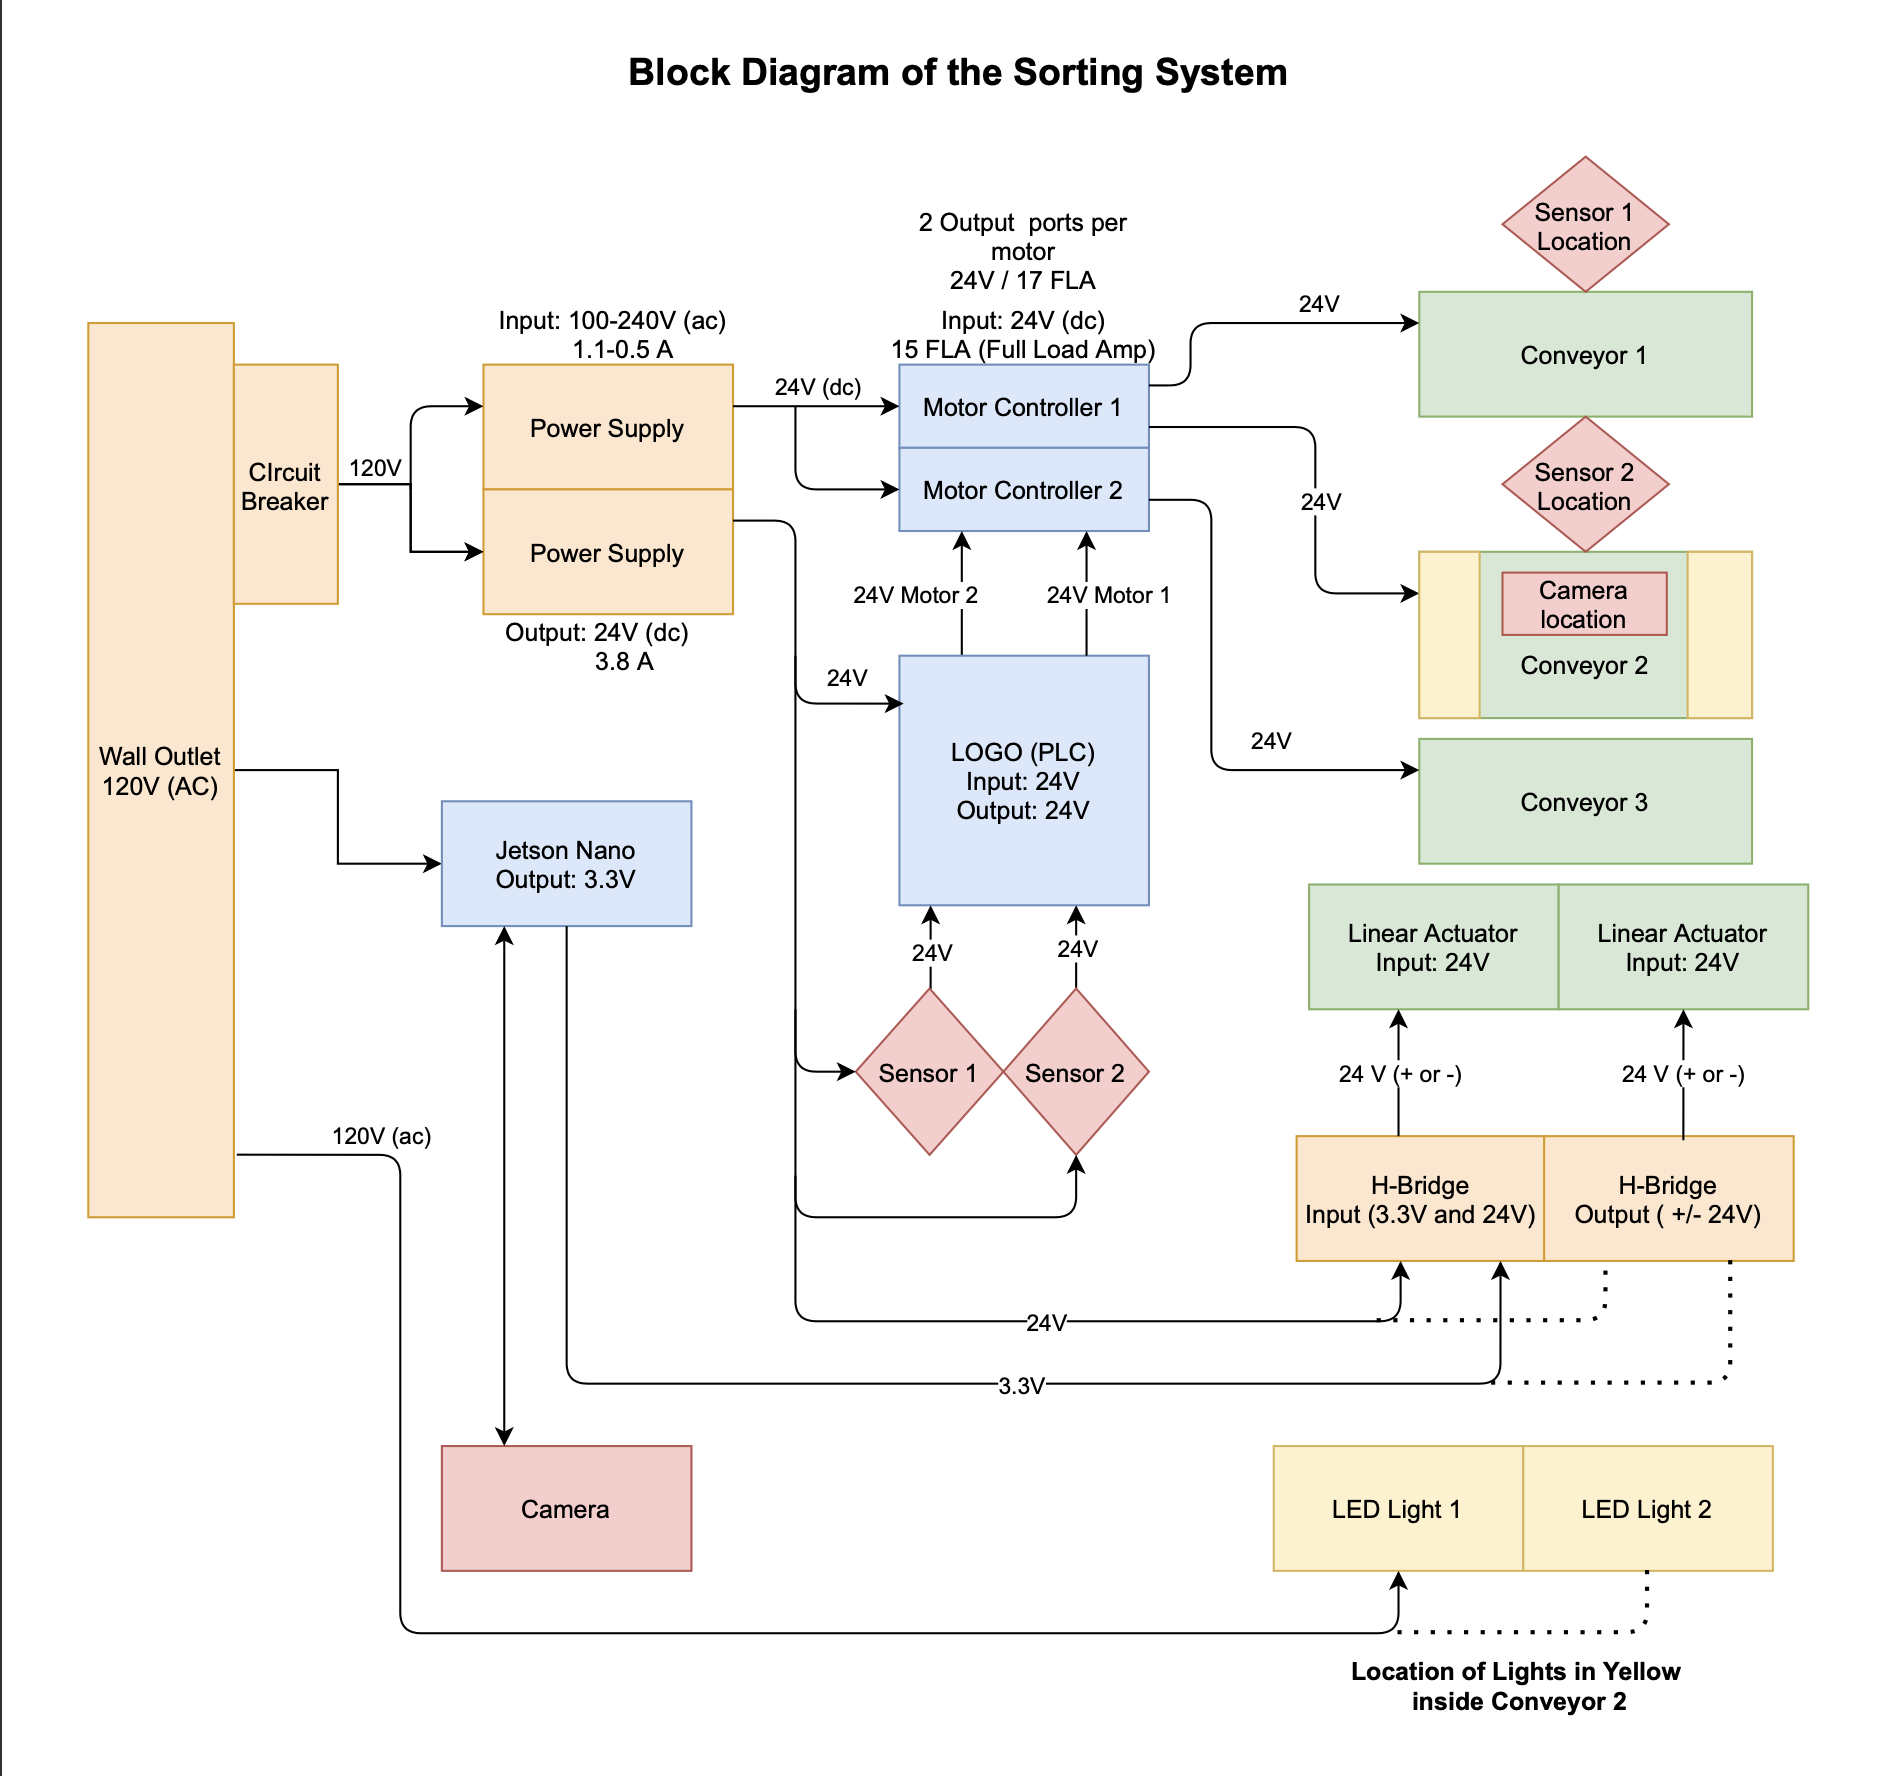 Block Diagram of the Sorting System
Sensor 1
Location
2 Output  ports per
motor
24V / 17 FLA
Input: 24V (dc)
15 FLA (Full Load Amp)
24V
Conveyor 1
Input: 100-240V (ac)
1.1-0.5 A
24V (dc)
Motor Controller 1
Motor Controller 2
Power Supply
Power Supply
CIrcuit
Breaker
120V
Sensor 2
Location
24V
Output: 24V (dc)
3.8 A
24V Motor 2
24V Motor 1
Camera
location
Conveyor 2
24V
24V
Wall Outlet
120V (AC)
LOGO (PLC)
Input: 24V
Output: 24V
Conveyor 3
Jetson Nano
Output: 3.3V
24V
24V
Linear Actuator
Input: 24V
Linear Actuator
Input: 24V
Sensor 1
Sensor 2
24 V (+ or -)
24 V (+ or -)
120V (ac)
H-Bridge
Input (3.3V and 24V)
H-Bridge
Output ( +/- 24V)
24V
3.3V
Camera
LED Light 1
LED Light 2
Location of Lights in Yellow
inside Conveyor 2